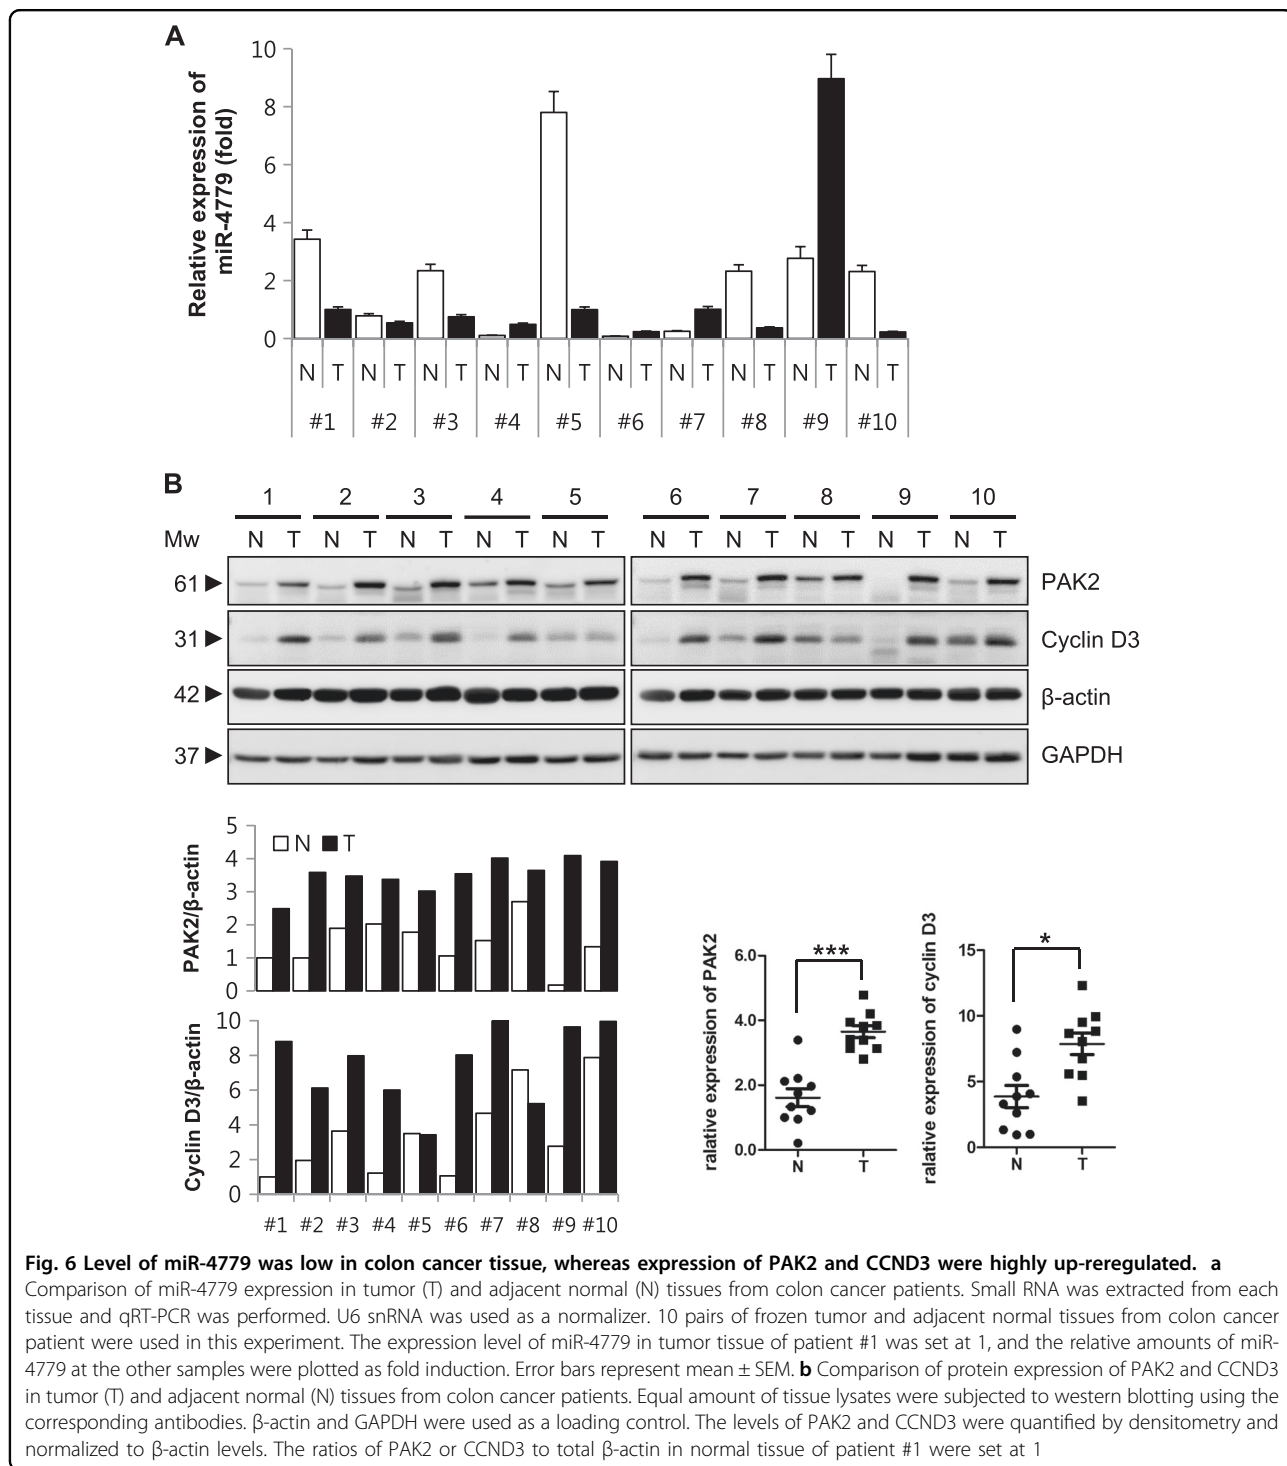 A
Relative expression of
miR-4779 (fold)
10
8
6
4
2
0
N T N T N T N T N T N T N T N T N T N T
#1 #2 #3 #4 #5 #6 #7 #8 #9 #10
B
1 2 3 4 5 6 7 8 9 10
Mw N T N T N T N T N T N T N T N T N T N T
61 PAK2
31 Cyclin D3
42 β-actin
37 GAPDH
PAK2/β-actin
5
4
3
2
1
0
N T
Cyclin D3/β-actin
10
8
6
4
2
0
#1 #2 #3 #4 #5 #6 #7 #8 #9 #10
ralative expression of PAK2
6.0
4.0
2.0
0.0
***
N T
ralative expression of cyclin D3
15
10
5
0
*
N T
Fig. 6 Level of miR-4779 was low in colon cancer tissue, whereas expression of PAK2 and CCND3 were highly up-reregulated. a
Comparison of miR-4779 expression in tumor (T) and adjacent normal (N) tissues from colon cancer patients. Small RNA was extracted from each
tissue and qRT-PCR was performed. U6 snRNA was used as a normalizer. 10 pairs of frozen tumor and adjacent normal tissues from colon cancer
patient were used in this experiment. The expression level of miR-4779 in tumor tissue of patient #1 was set at 1, and the relative amounts of miR-
4779 at the other samples were plotted as fold induction. Error bars represent mean ± SEM. b Comparison of protein expression of PAK2 and CCND3
in tumor (T) and adjacent normal (N) tissues from colon cancer patients. Equal amount of tissue lysates were subjected to western blotting using the
corresponding antibodies. β-actin and GAPDH were used as a loading control. The levels of PAK2 and CCND3 were quantified by densitometry and
normalized to β-actin levels. The ratios of PAK2 or CCND3 to total β-actin in normal tissue of patient #1 were set at 1